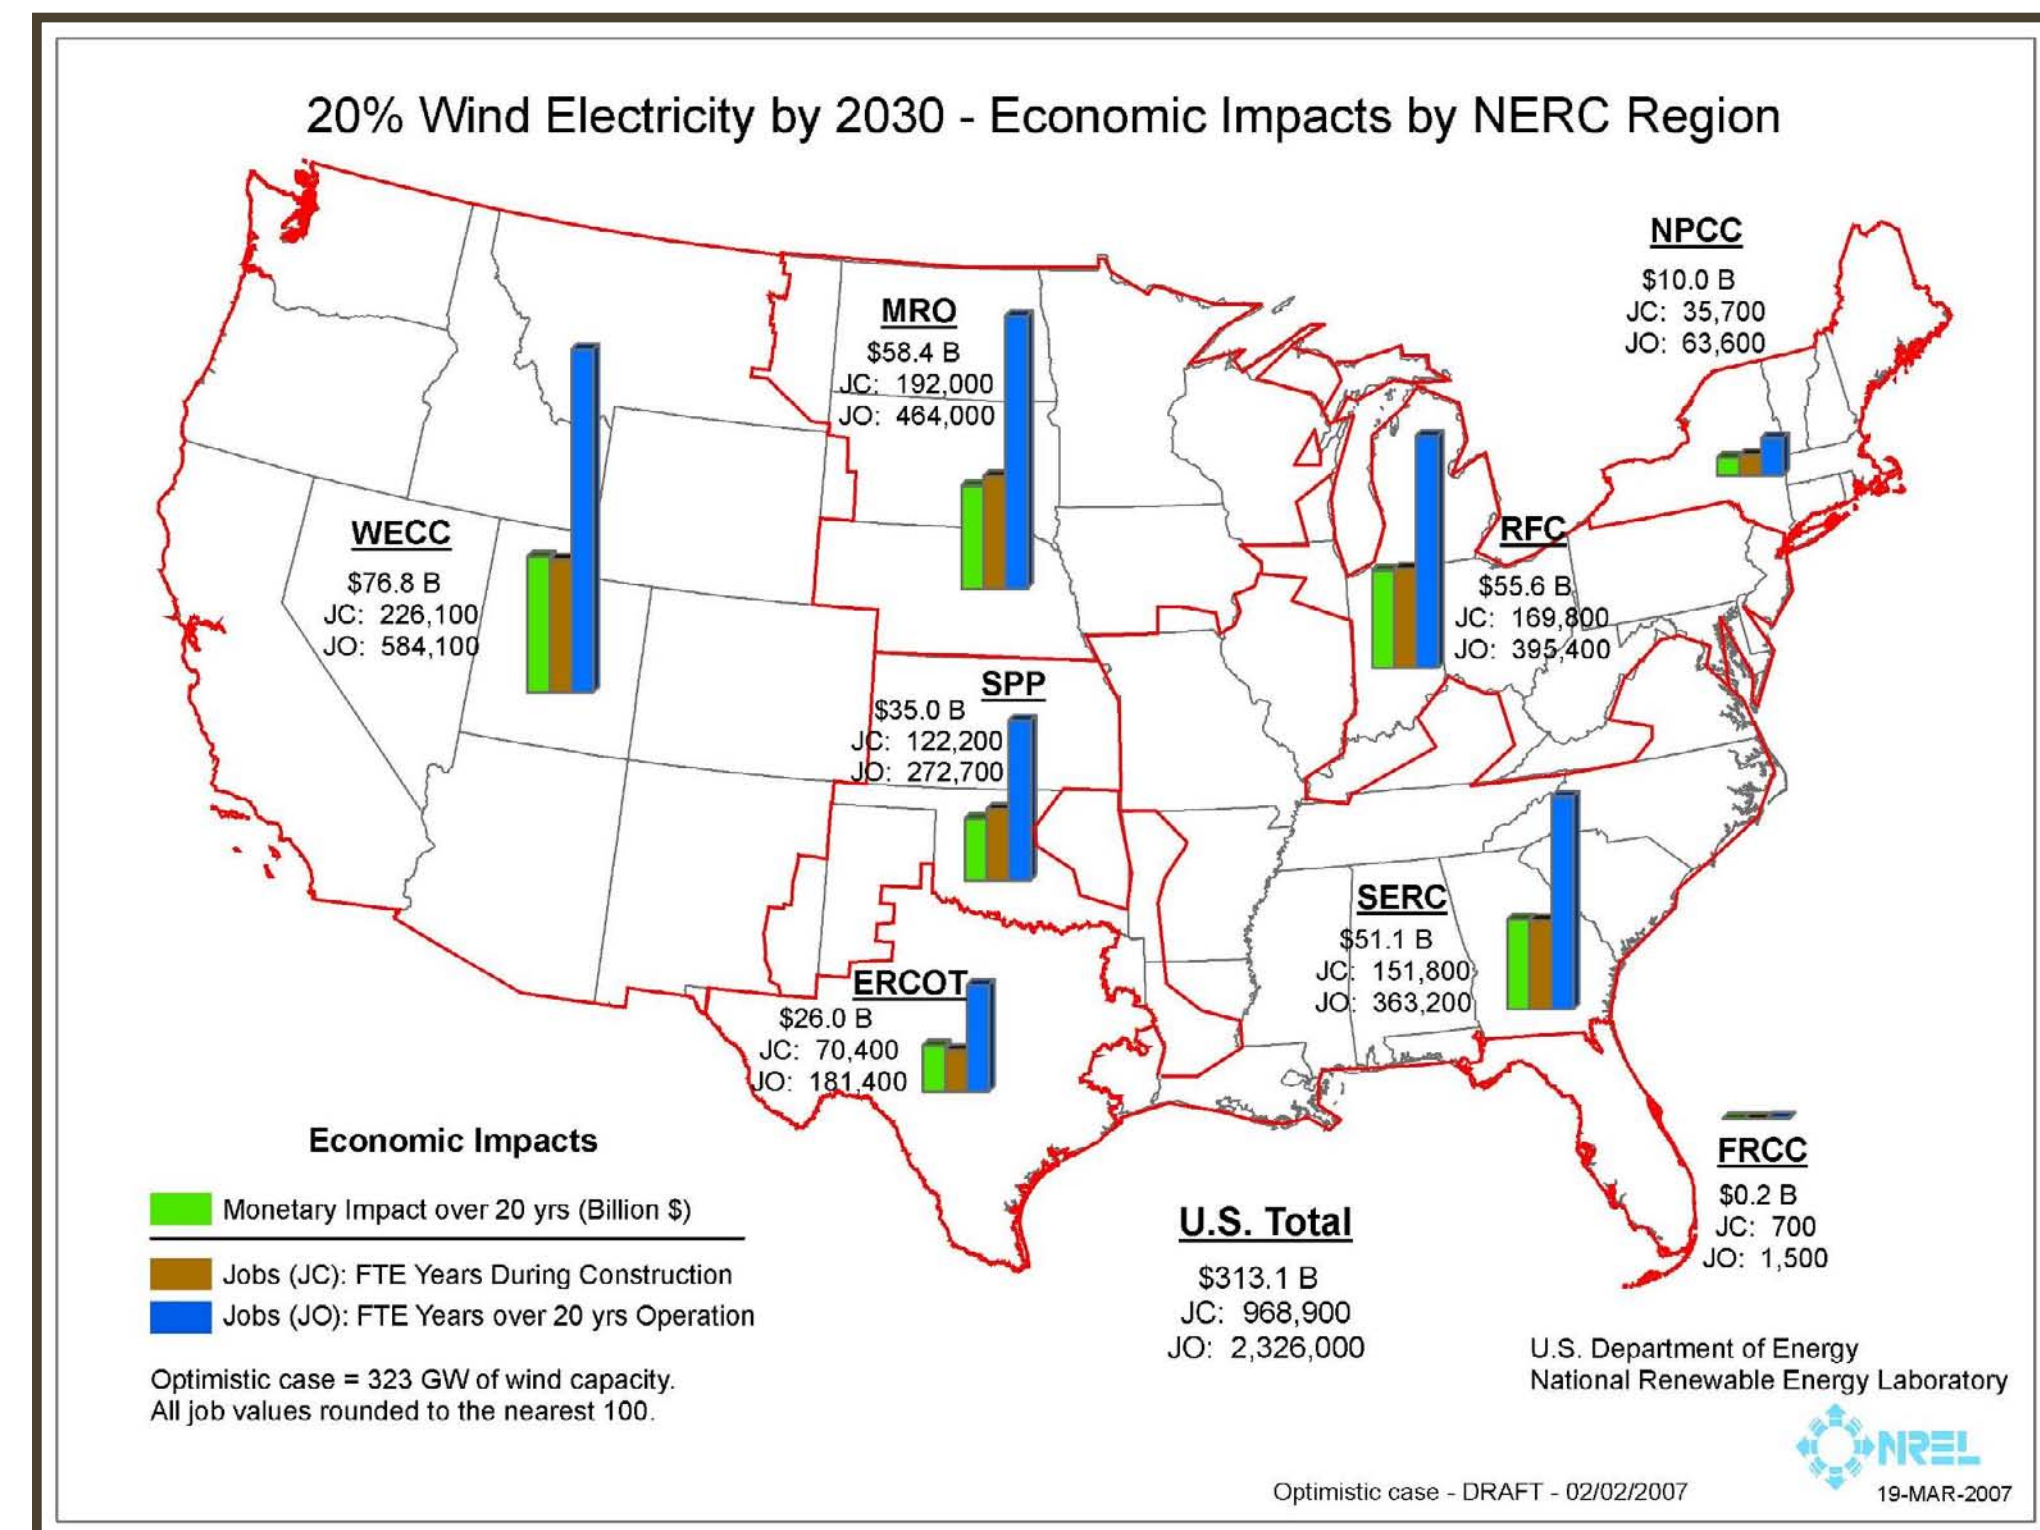 20% Wind Electricity by 2030 - Economic Impacts by NERC Region
NPCC
$10.0 B
JC: 35,700
JO: 63,600
MRO
$58.4 B
JC: 192,000
JO: 464,000
WECC
$76.8 B
JC: 226,100
JO: 584,100
RFC
$55.6 B
JC: 169,800
JO: 395,400
SPP
$35.0 B
JC: 122,200
JO: 272,700
SERC
$51.1 B
JC: 151,800
JO: 363,200
ERCOT
$26.0 B
JC: 70,400
JO: 181,400
FRCC
$0.2 B
JC: 700
JO: 1,500
Economic Impacts
Monetary Impact over 20 yrs (Billion $)
Jobs (JC): FTE Years During Construction
Jobs (JO): FTE Years over 20 yrs Operation
Optimistic case = 323 GW of wind capacity.
All job values rounded to the nearest 100.
U.S. Total
$313.1 B
JC: 968,900
JO: 2,326,000
U.S. Department of Energy
National Renewable Energy Laboratory
NREL
Optimistic case - DRAFT - 02/02/2007
19-MAR-2007